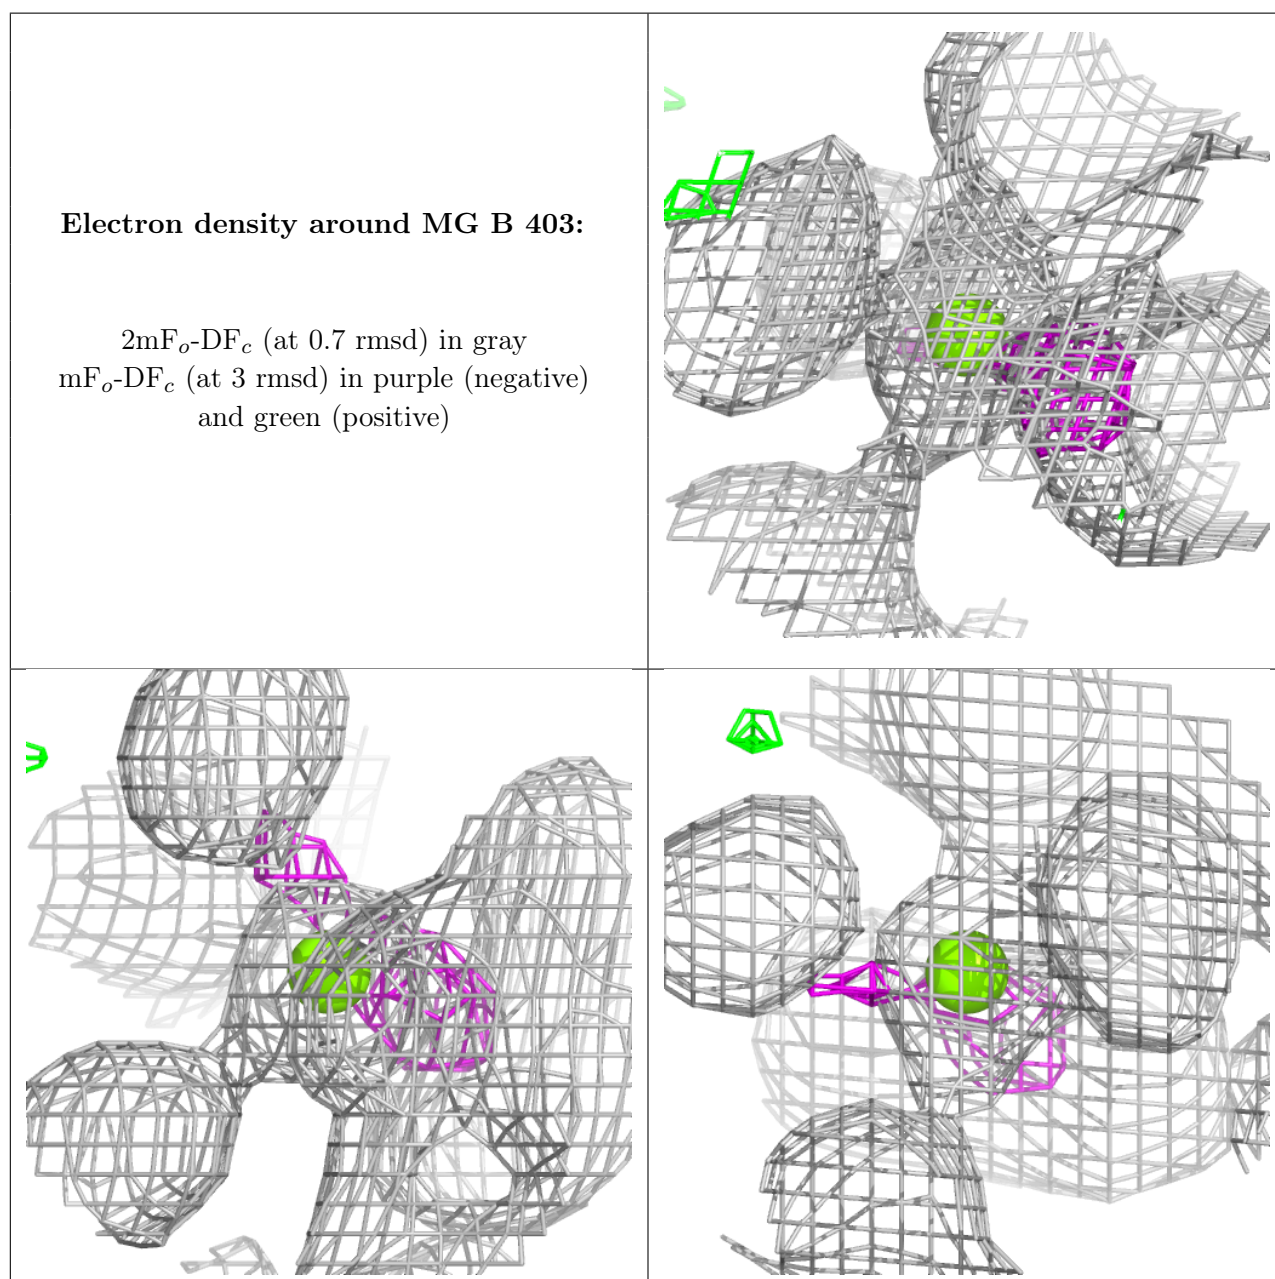 Electron density around MG B 403:
2mFo-DFc (at 0.7 rmsd) in gray
mFo-DFc (at 3 rmsd) in purple (negative)
and green (positive)